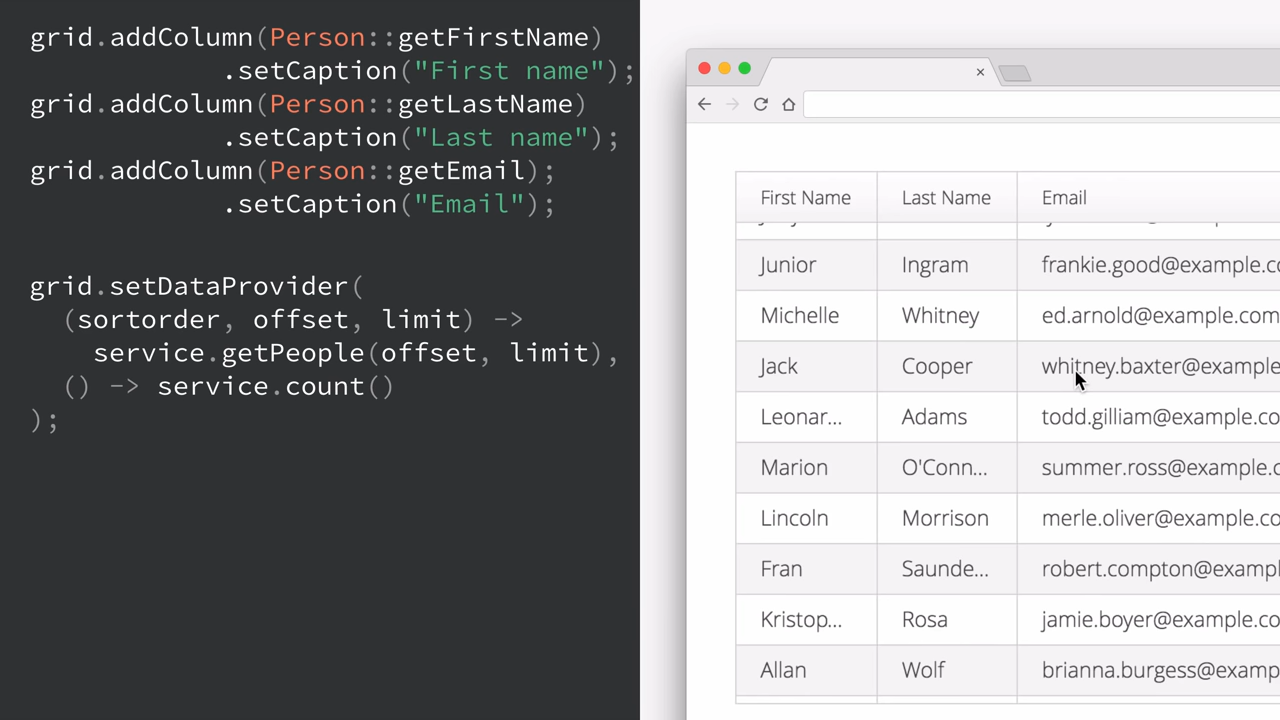 grid.addColumn(Person::getFirstName)
.setCaption("First name");
grid.addColumn(Person::getLastName)
.setCaption("Last name");
grid.addColumn(Person::getEmail);
.setCaption("Email");
grid.setDataProvider(
(sortorder, offset, limit) ->
service.getPeople(offset, limit),
() -> service.count()
);
First Name Last Name Email
Junior Ingram frankie.good@example.co
Michelle Whitney ed.arnold@example.com
Jack Cooper whitney.baxter@example
Leonar... Adams todd.gilliam@example.co
Marion O'Conn... summer.ross@example.c
Lincoln Morrison merle.oliver@example.co
Fran Saunde... robert.compton@exampl
Kristop... Rosa jamie.boyer@example.co
Allan Wolf brianna.burgess@examp